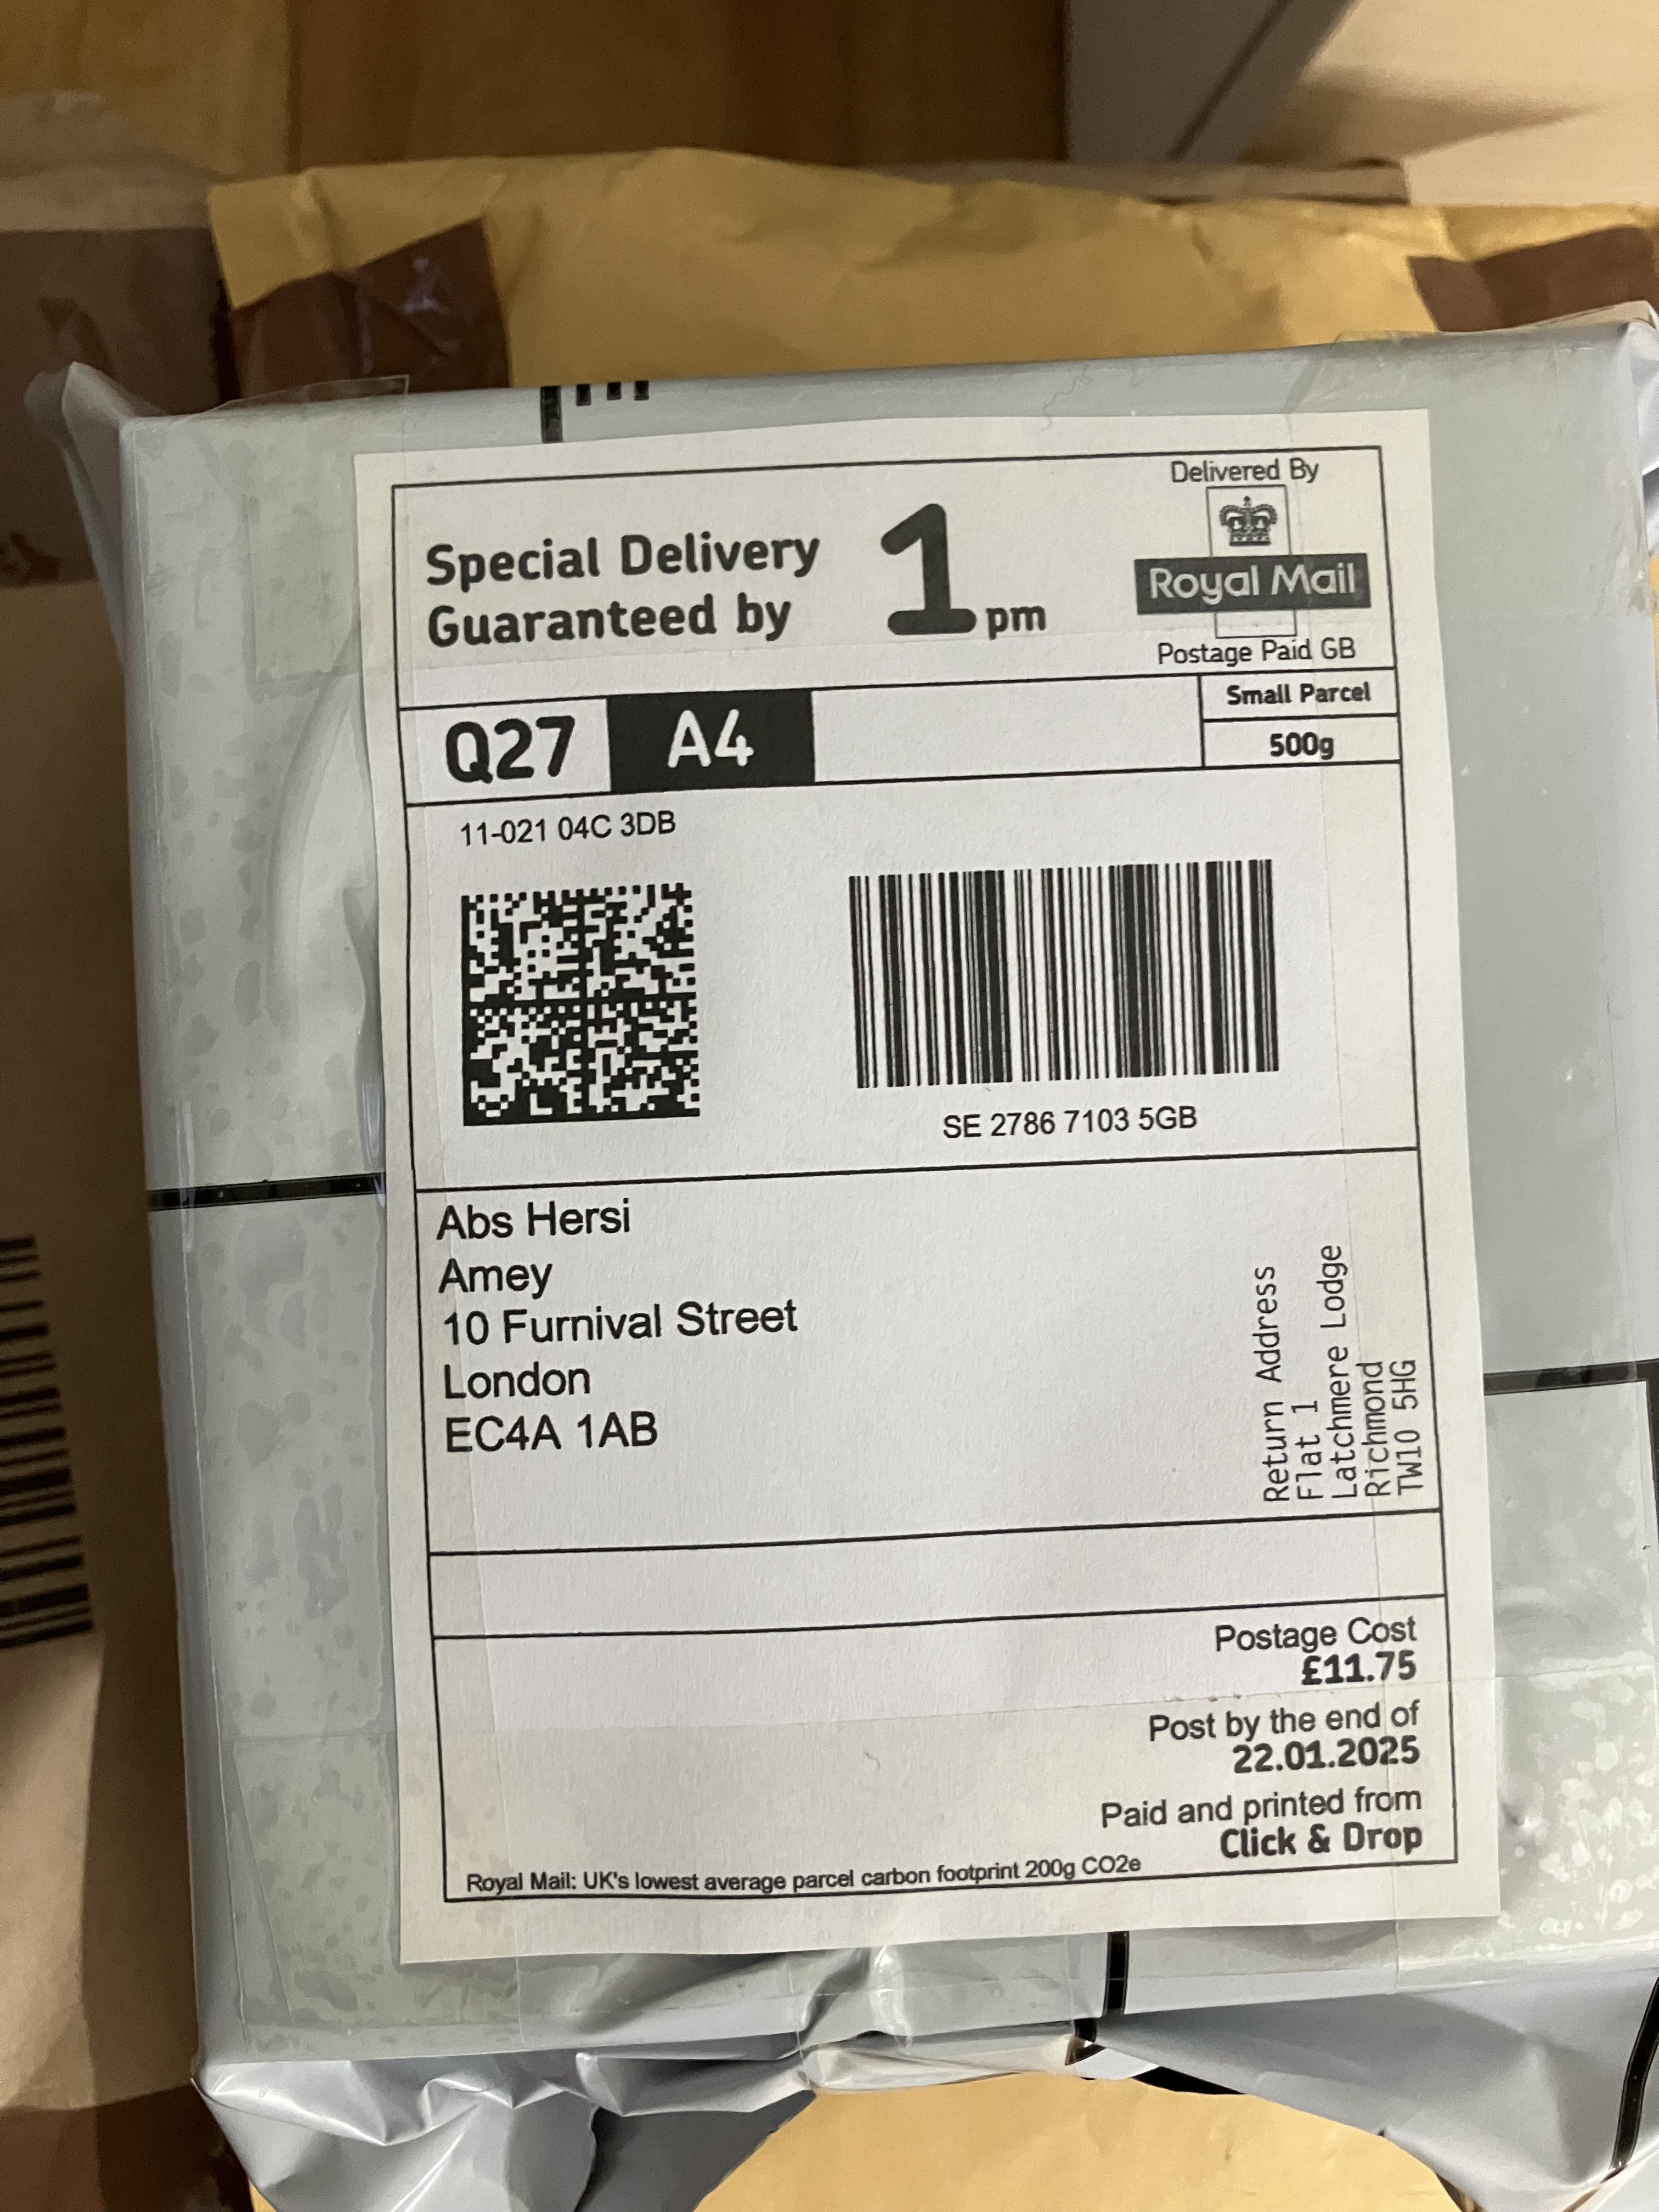 Delivered By
Special Delivery
Guaranteed by
1pm
Royal Mail
Postage Paid GB
Small Parcel
Q27 A4
500g
11-021 04C 3DB
SE 2786 7103 5GB
Abs Hersi
Amey
10 Furnival Street
London
EC4A 1AB
Return Address
Flat 1
Latchmere Lodge
Richmond
TW10 5HG
Postage Cost
£11.75
Post by the end of
22.01.2025
Paid and printed from
Click & Drop
Royal Mail: UK's lowest average parcel carbon footprint 200g CO2e